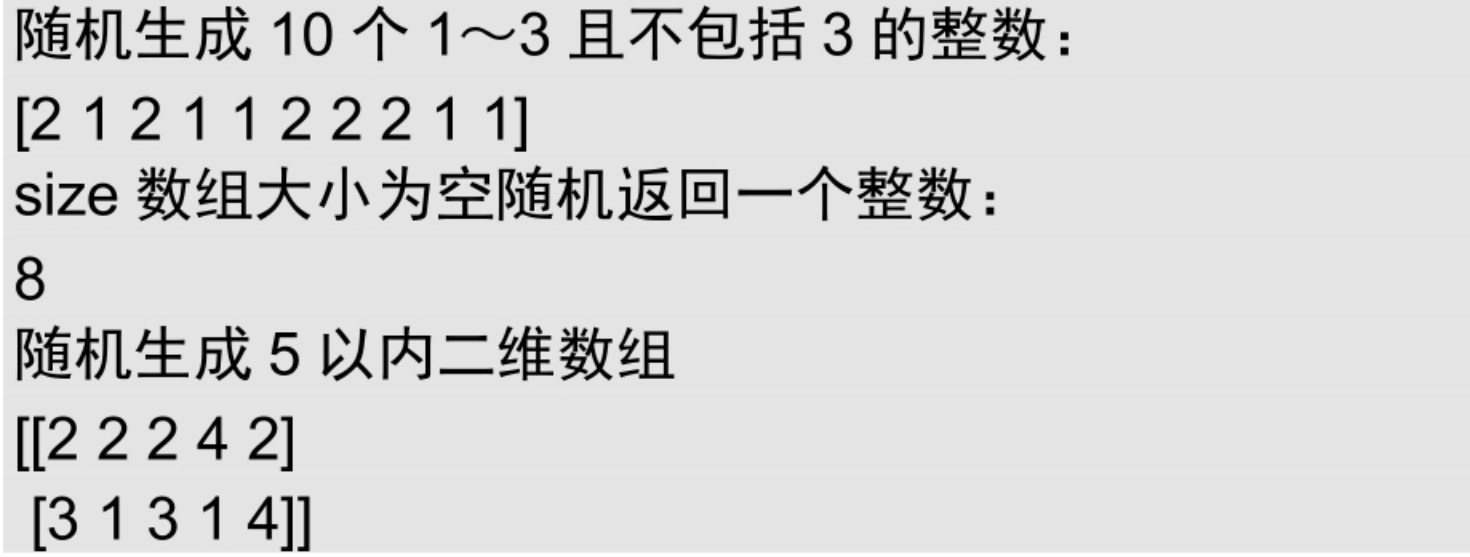 随机生成 10 个 1～3 且不包括 3 的整数：
[2 1 2 1 1 2 2 2 1 1]
size 数组大小为空随机返回一个整数：
8
随机生成 5 以内二维数组
[[2 2 2 4 2]
[3 1 3 1 4]]